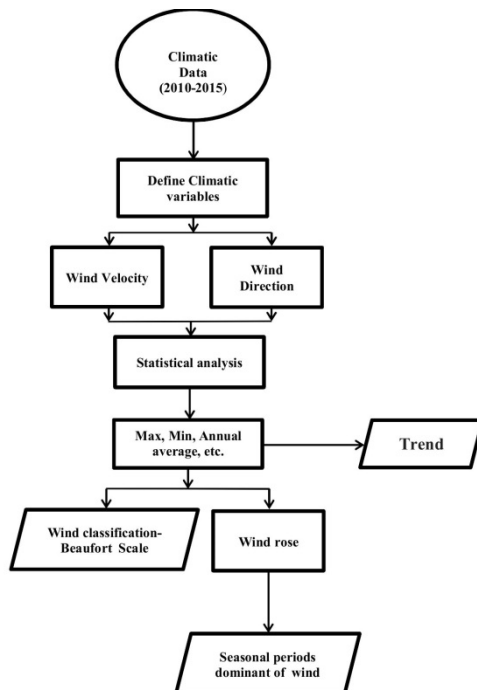 Climatic
Data
(2010-2015)
Define Climatic
variables
Wind Velocity
Wind
Direction
Statistical analysis
Max, Min, Annual
average, etc.
Trend
Wind classification-
Beaufort Scale
Wind rose
Seasonal periods
dominant of wind